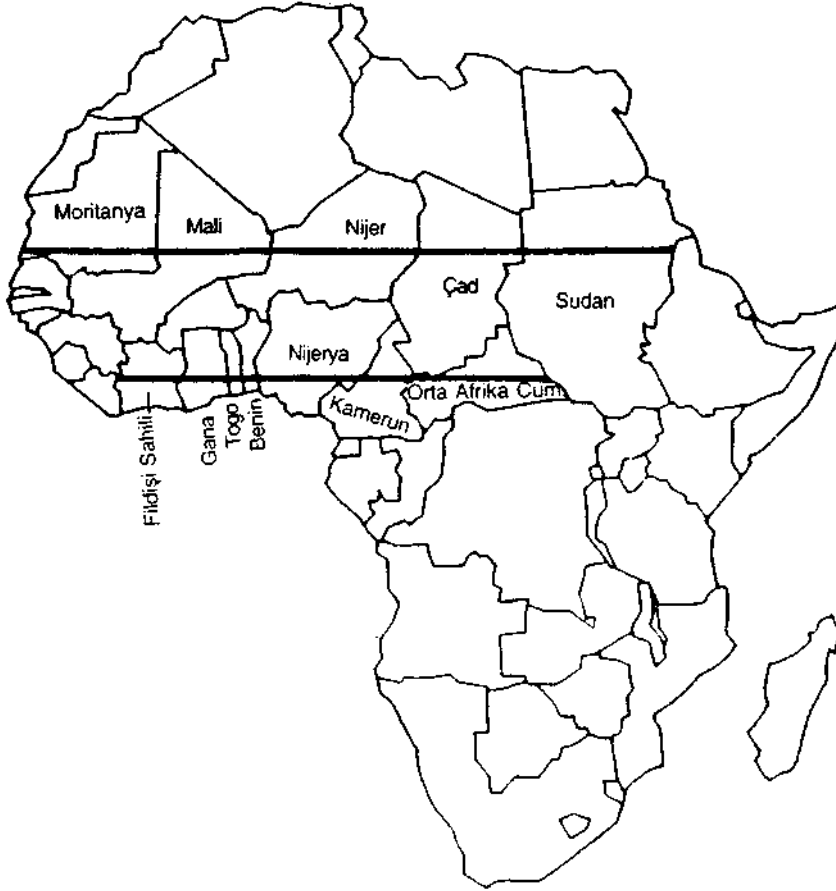 Moritanya
Mali
Nijer
Çad
Sudan
Nijerya
Orta Afrika Cum.
Kamerun
Fildişi Sahili
Gana
Togo
Benin